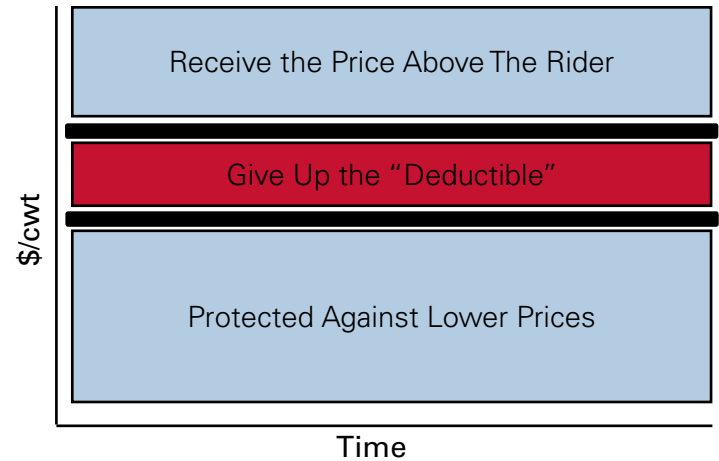 Receive the Price Above The Rider
Give Up the “Deductible”
$/cwt
Protected Against Lower Prices
Time